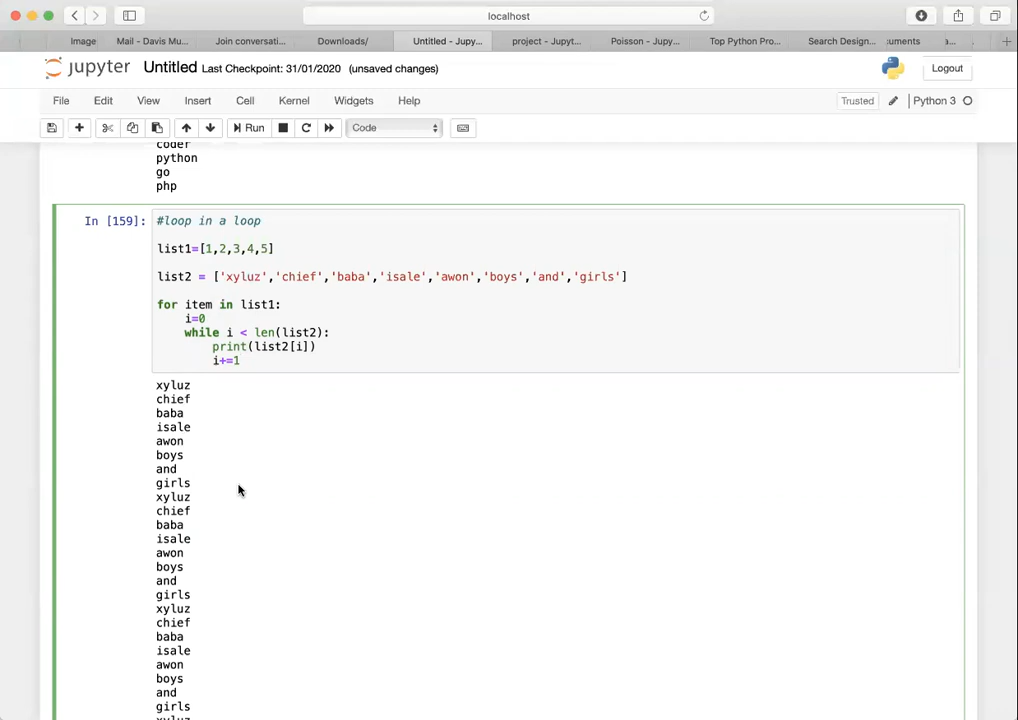 localhost
Image
Mail - Davis Mu...
Join conversati...
Downloads/
Untitled - Jupy...
project - Jupyt...
Poisson - Jupy...
Top Python Pro...
Search Design...
:uments
a...
jupyter Untitled Last Checkpoint: 31/01/2020 (unsaved changes)
Logout
File Edit View Insert Cell Kernel Widgets Help
Trusted
Python 3
Run
Code
coder
python
go
php
In [159]:
#loop in a loop
list1=[1,2,3,4,5]
list2 = ['xyluz','chief','baba','isale','awon','boys','and','girls']
for item in list1:
    i=0
    while i < len(list2):
        print(list2[i])
        i+=1
xyluz
chief
baba
isale
awon
boys
and
girls
xyluz
chief
baba
isale
awon
boys
and
girls
xyluz
chief
baba
isale
awon
boys
and
girls
xyluz